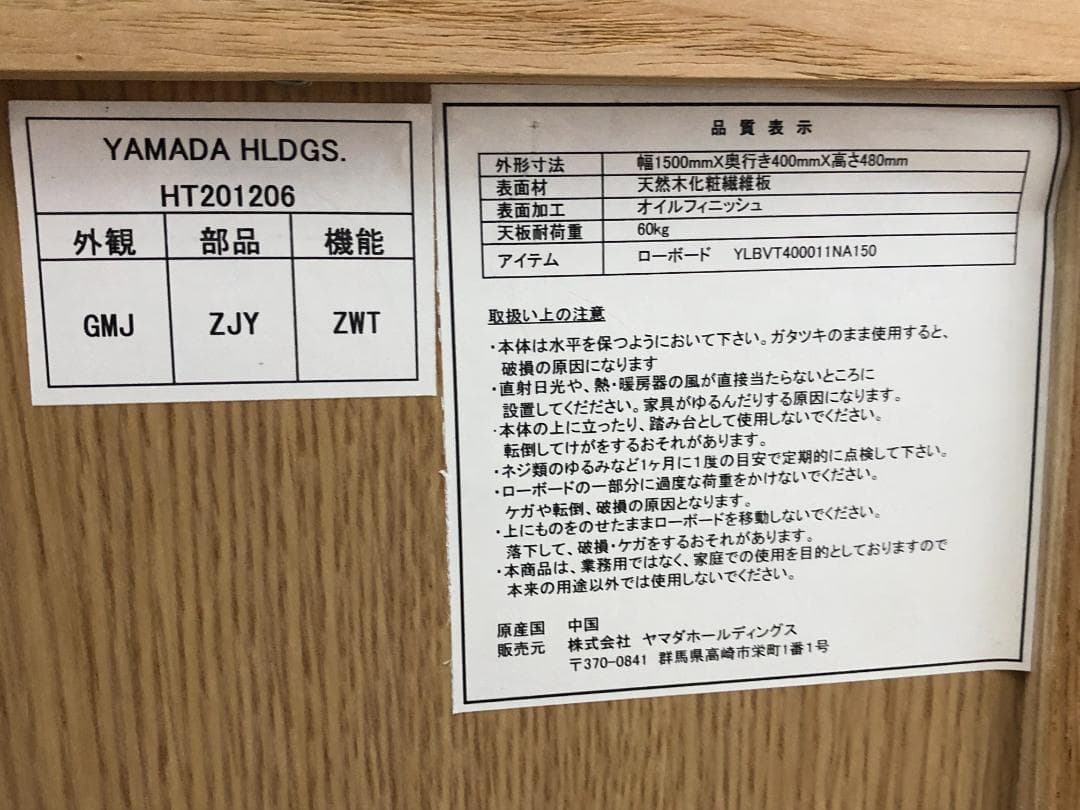 YAMADA HLDGS.
HT201206
外観 部品 機能
GMJ ZJY ZWT
品質表示
外形寸法 幅1500mmX奥行き400mmX高さ480mm
表面材 天然木化粧繊維板
表面加工 オイルフィニッシュ
天板耐荷重 60kg
アイテム ローボード YLBVT400011NA150
取扱い上の注意
・本体は水平を保つようにおいて下さい。ガタツキのまま使用すると、
破損の原因になります
・直射日光や、熱・暖房器の風が直接当たらないところに
設置してくだださい。家具がゆるんだりする原因になります。
・本体の上に立ったり、踏み台として使用しないでください。
転倒してけがをするおそれがあります。
・ネジ類のゆるみなど1ヶ月に1度の目安で定期的に点検して下さい。
・ローボードの一部分に過度な荷重をかけないでください。
ケガや転倒、破損の原因となります。
・上にものをのせたままローボードを移動しないでください。
落下して、破損・ケガをするおそれがあります。
・本商品は、業務用ではなく、家庭での使用を目的としておりますので
本来の用途以外では使用しないでください。
原産国 中国
販売元 株式会社 ヤマダホールディングス
〒370-0841 群馬県高崎市栄町1番1号